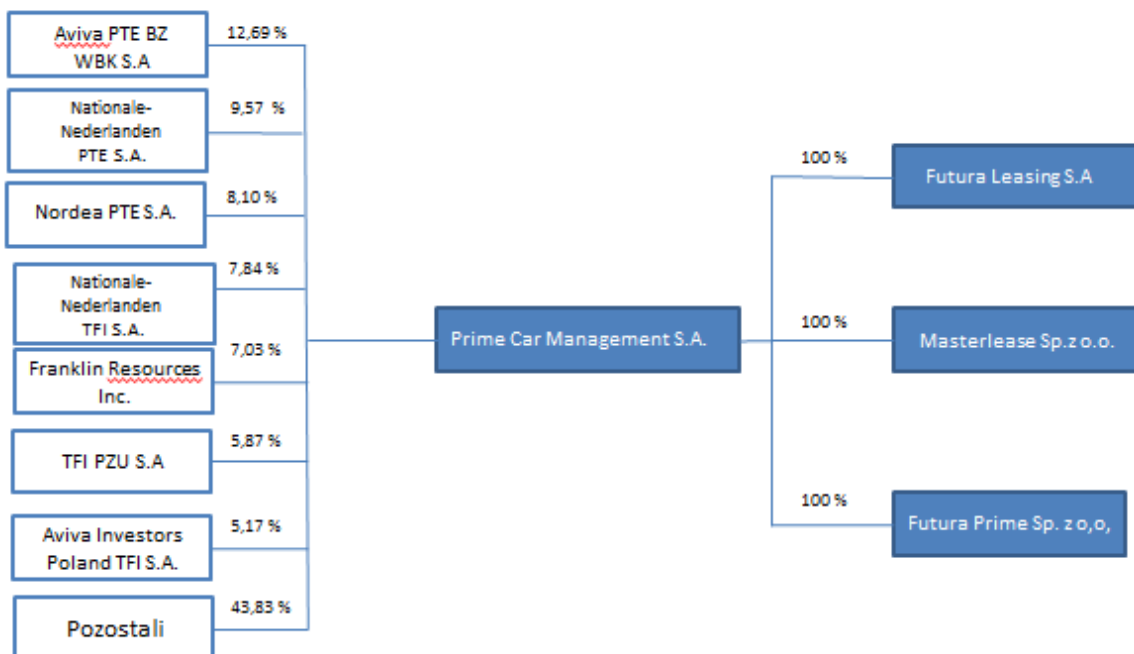 Aviva PTE BZ
WBK S.A
12,69 %
Nationale-
Nederlanden
PTE S.A.
9,57 %
Nordea PTE S.A.
8,10 %
Nationale-
Nederlanden
TFI S.A.
7,84 %
Franklin Resources
Inc.
7,03 %
TFI PZU S.A
5,87 %
Aviva Investors
Poland TFI S.A.
5,17 %
Pozostali
43,83 %
Prime Car Management S.A.
100 %
Futura Leasing S.A
100 %
Masterlease Sp.z o.o.
100 %
Futura Prime Sp. z o,o,